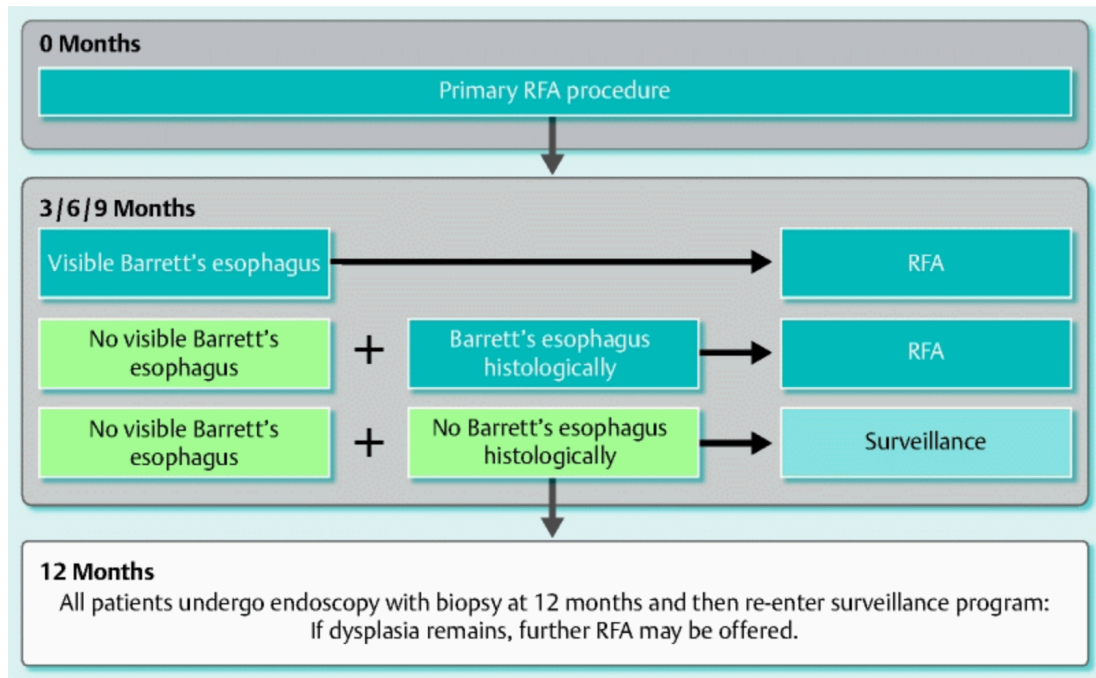 0 Months
Primary RFA procedure
3/6/9 Months
Visible Barrett's esophagus
RFA
No visible Barrett's
esophagus
+
Barrett's esophagus
histologically
RFA
No visible Barrett's
esophagus
+
No Barrett's esophagus
histologically
Surveillance
12 Months
All patients undergo endoscopy with biopsy at 12 months and then re-enter surveillance program:
If dysplasia remains, further RFA may be offered.